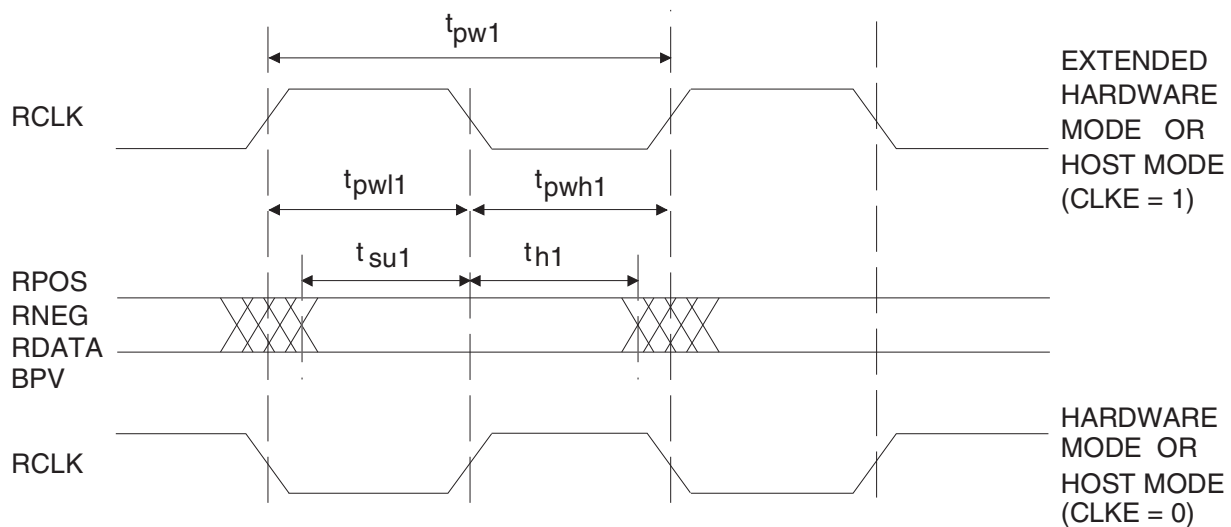 tpw1
EXTENDED
HARDWARE
MODE OR
HOST MODE
(CLKE = 1)
RCLK
tpwl1
tpwh1
tsu1
th1
RPOS
RNEG
RDATA
BPV
RCLK
HARDWARE
MODE OR
HOST MODE
(CLKE = 0)